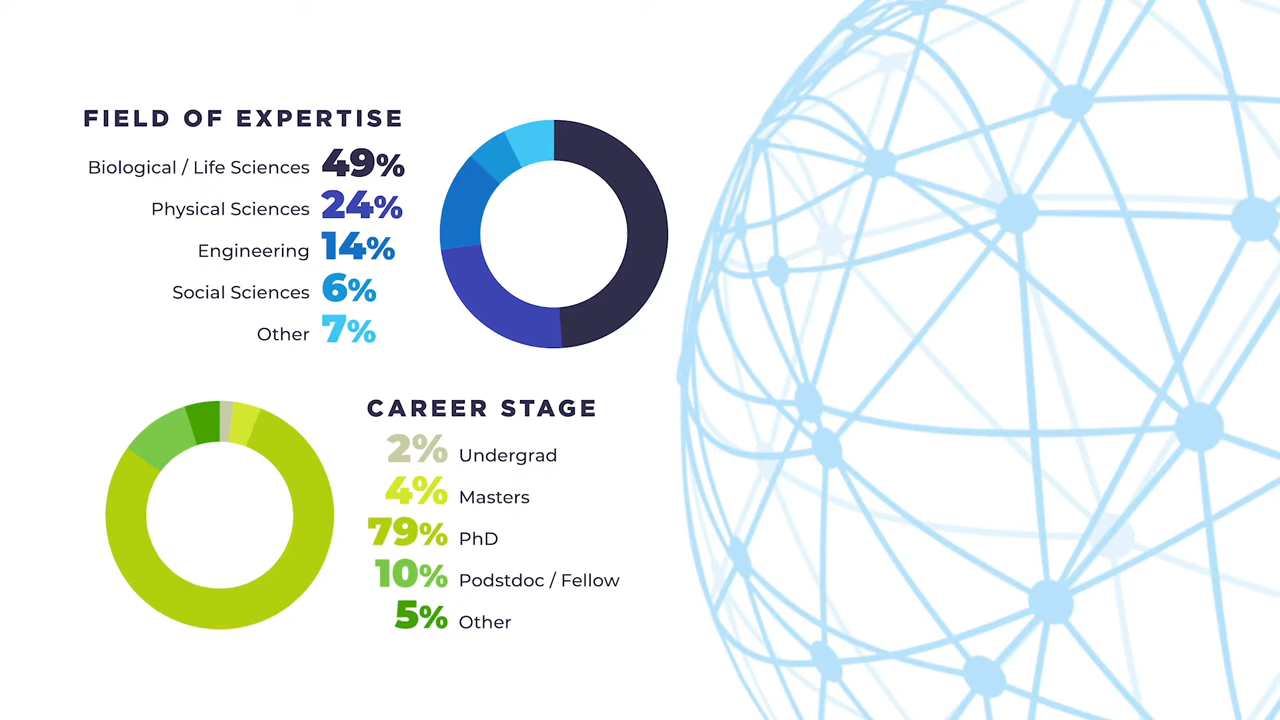 FIELD OF EXPERTISE
Biological / Life Sciences 49%
Physical Sciences 24%
Engineering 14%
Social Sciences 6%
Other 7%
CAREER STAGE
2% Undergrad
4% Masters
79% PhD
10% Podstdoc / Fellow
5% Other